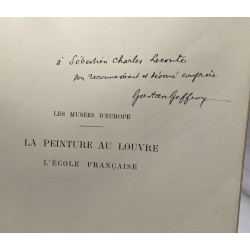 à Sébastien Charles Leconte
son reconnaissant et dévoué confrère
Gustave Geffroy
LES MUSÉES D'EUROPE
LA PEINTURE AU LOUVRE
L'ÉCOLE FRANÇAISE